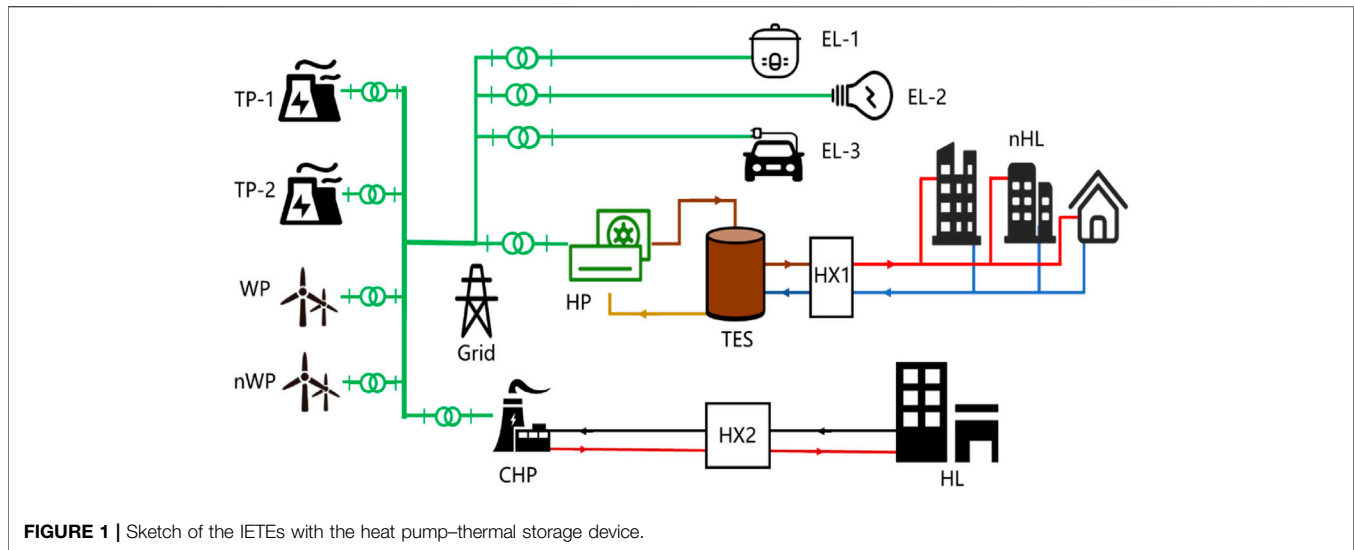 EL-1
TP-1
EL-2
EL-3
nHL
TP-2
HX1
WP
HP
TES
Grid
nWP
HX2
CHP
HL
FIGURE 1 | Sketch of the IETEs with the heat pump–thermal storage device.